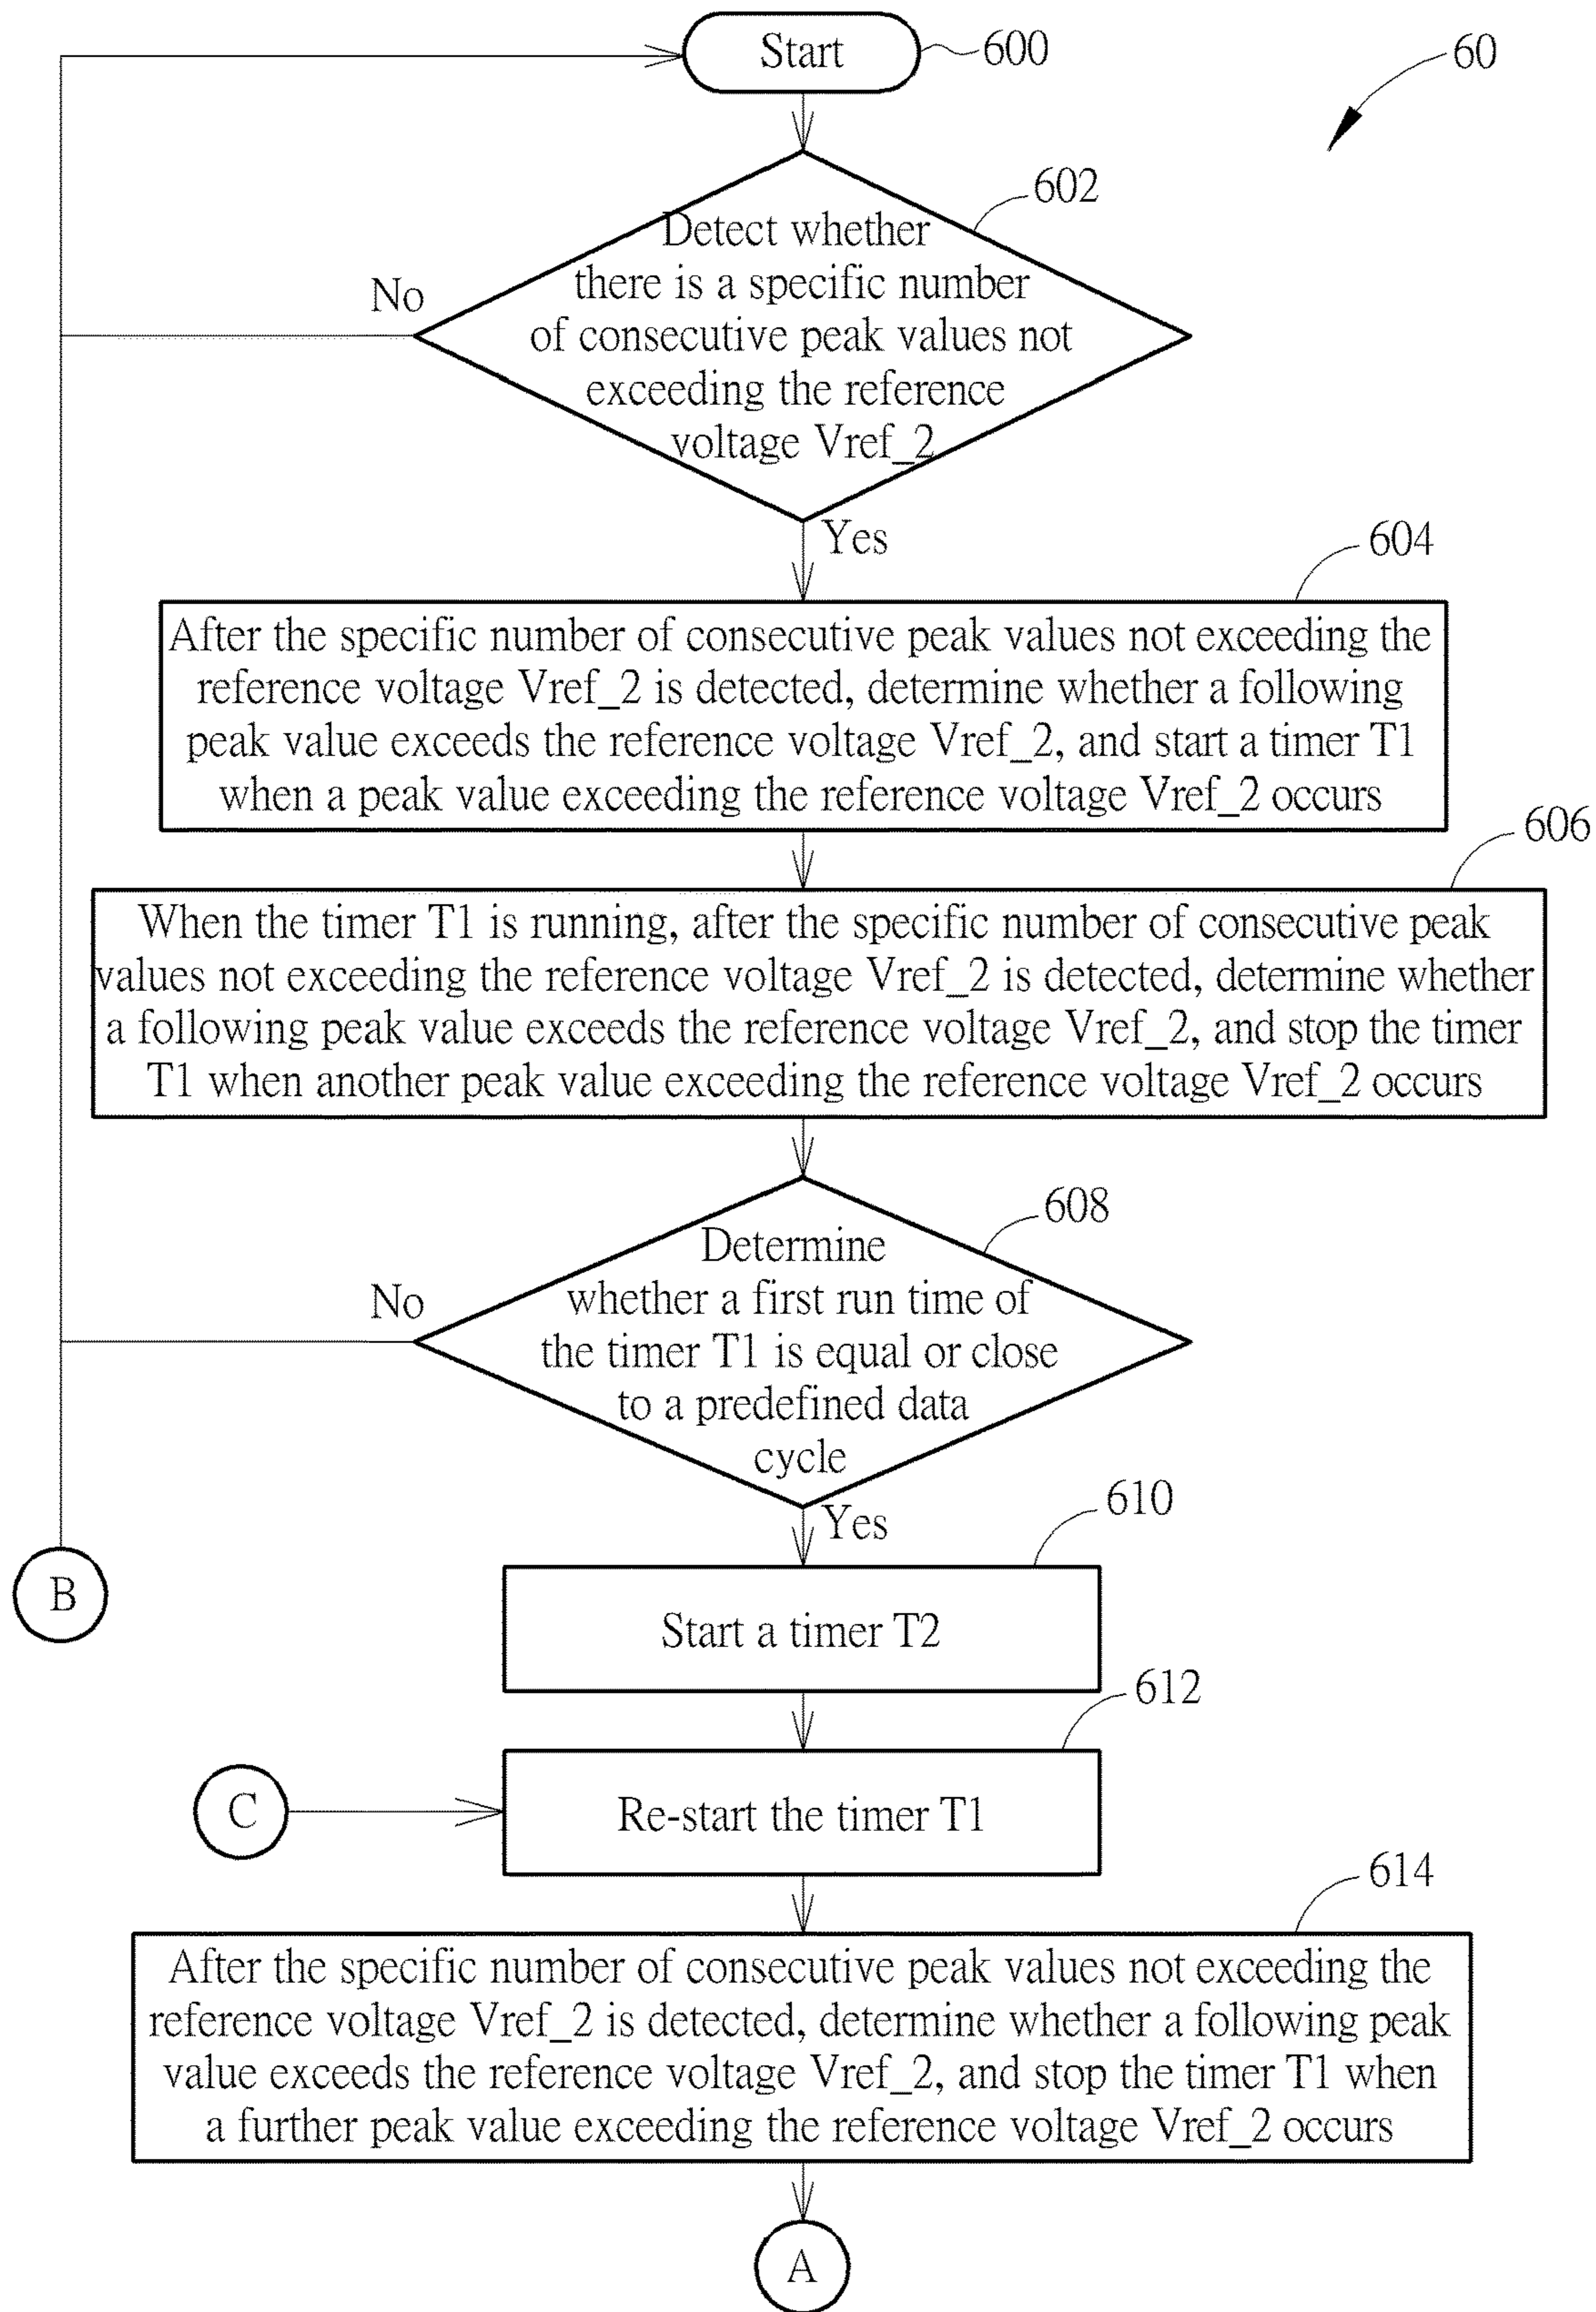 Start
600
60
602
Detect whether
there is a specific number
of consecutive peak values not
exceeding the reference
voltage Vref_2
No
Yes
604
After the specific number of consecutive peak values not exceeding the
reference voltage Vref_2 is detected, determine whether a following
peak value exceeds the reference voltage Vref_2, and start a timer T1
when a peak value exceeding the reference voltage Vref_2 occurs
606
When the timer T1 is running, after the specific number of consecutive peak
values not exceeding the reference voltage Vref_2 is detected, determine whether
a following peak value exceeds the reference voltage Vref_2, and stop the timer
T1 when another peak value exceeding the reference voltage Vref_2 occurs
608
Determine
whether a first run time of
the timer T1 is equal or close
to a predefined data
cycle
No
Yes
610
B
Start a timer T2
612
C
Re-start the timer T1
614
After the specific number of consecutive peak values not exceeding the
reference voltage Vref_2 is detected, determine whether a following peak
value exceeds the reference voltage Vref_2, and stop the timer T1 when
a further peak value exceeding the reference voltage Vref_2 occurs
A